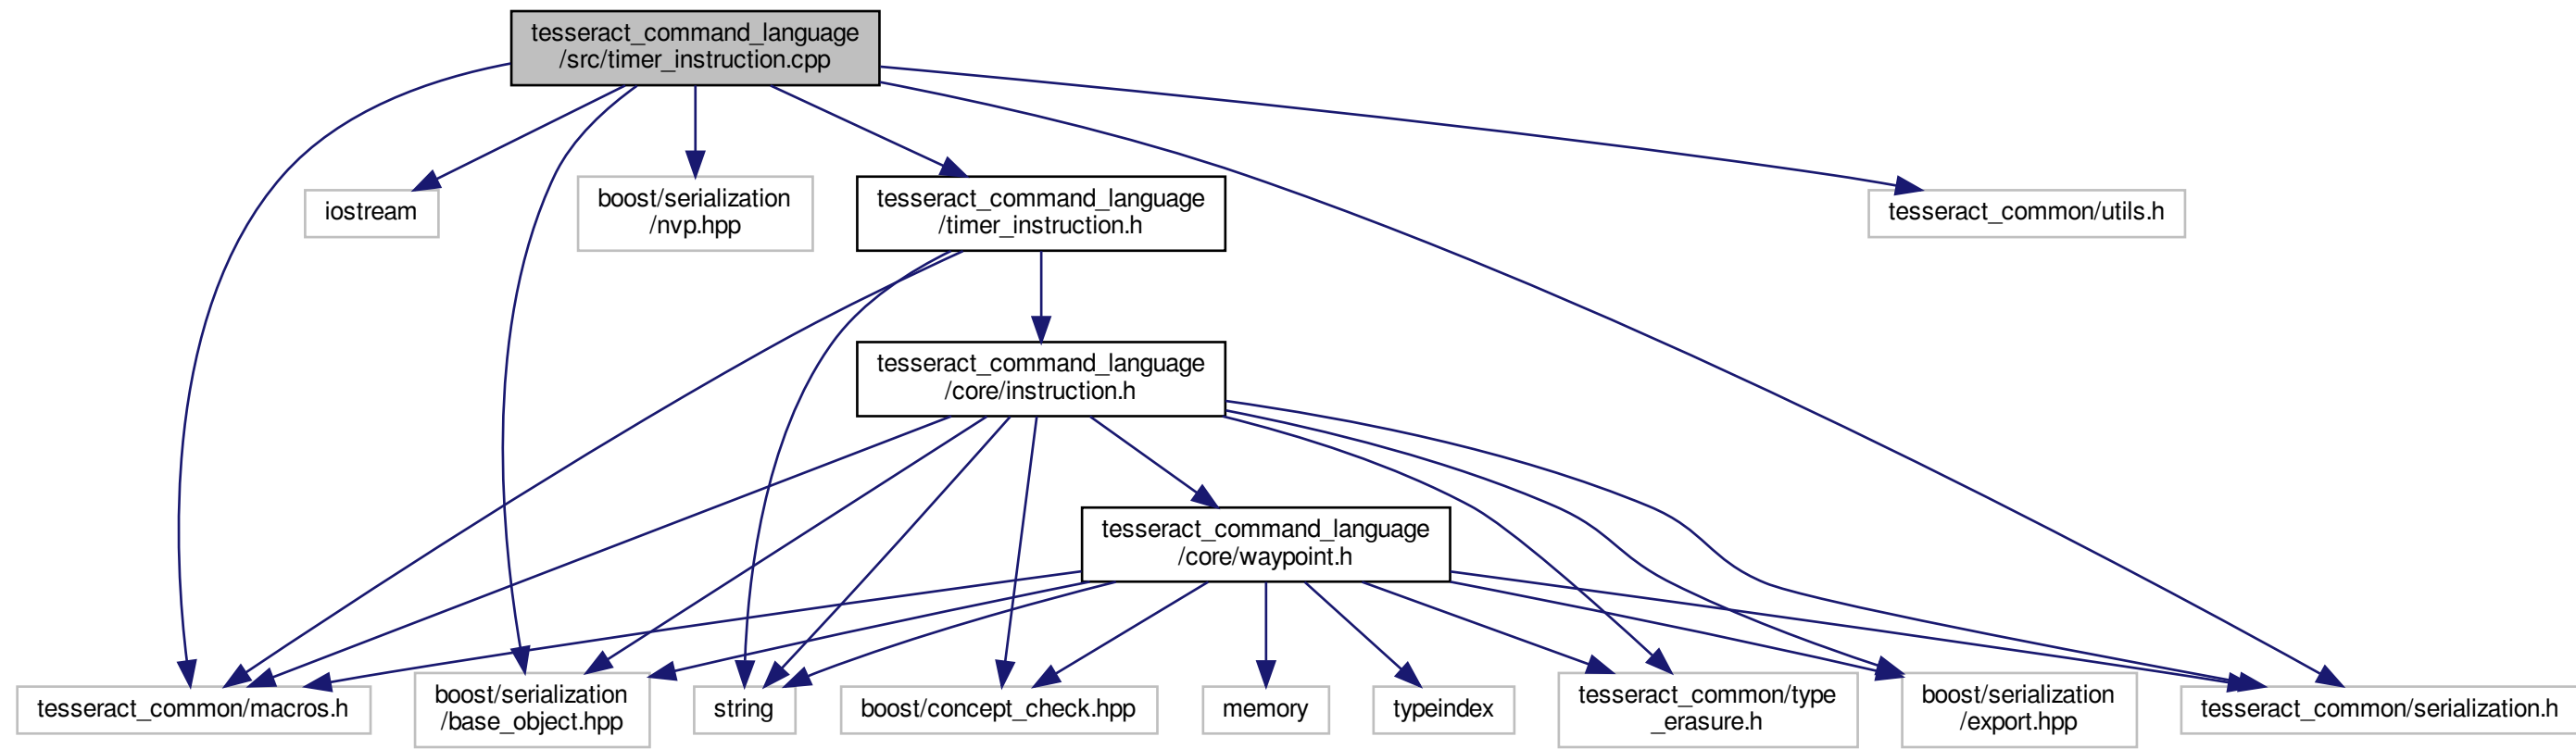 tesseract_command_language
/src/timer_instruction.cpp
iostream
boost/serialization
/nvp.hpp
tesseract_command_language
/timer_instruction.h
tesseract_common/utils.h
tesseract_command_language
/core/instruction.h
tesseract_command_language
/core/waypoint.h
tesseract_common/macros.h
boost/serialization
/base_object.hpp
string
boost/concept_check.hpp
memory
typeindex
tesseract_common/type
_erasure.h
boost/serialization
/export.hpp
tesseract_common/serialization.h